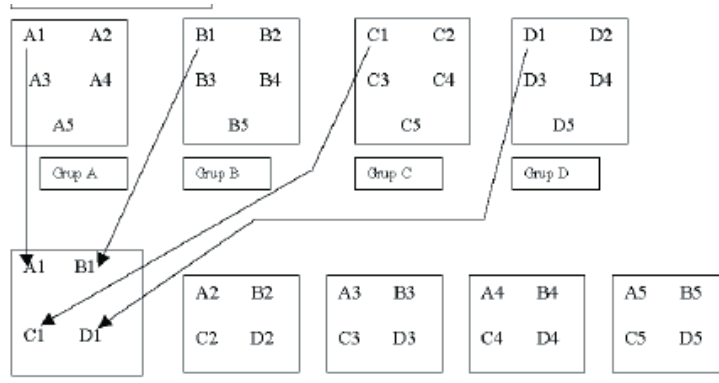 A1 A2 B1 B2 C1 C2 D1 D2
A3 A4 B3 B4 C3 C4 D3 D4
A5 B5 C5 D5
Grup A Grup B Grup C Grup D
A1 B1
A2 B2 A3 B3 A4 B4 A5 B5
C1 D1 C2 D2 C3 D3 C4 D4 C5 D5